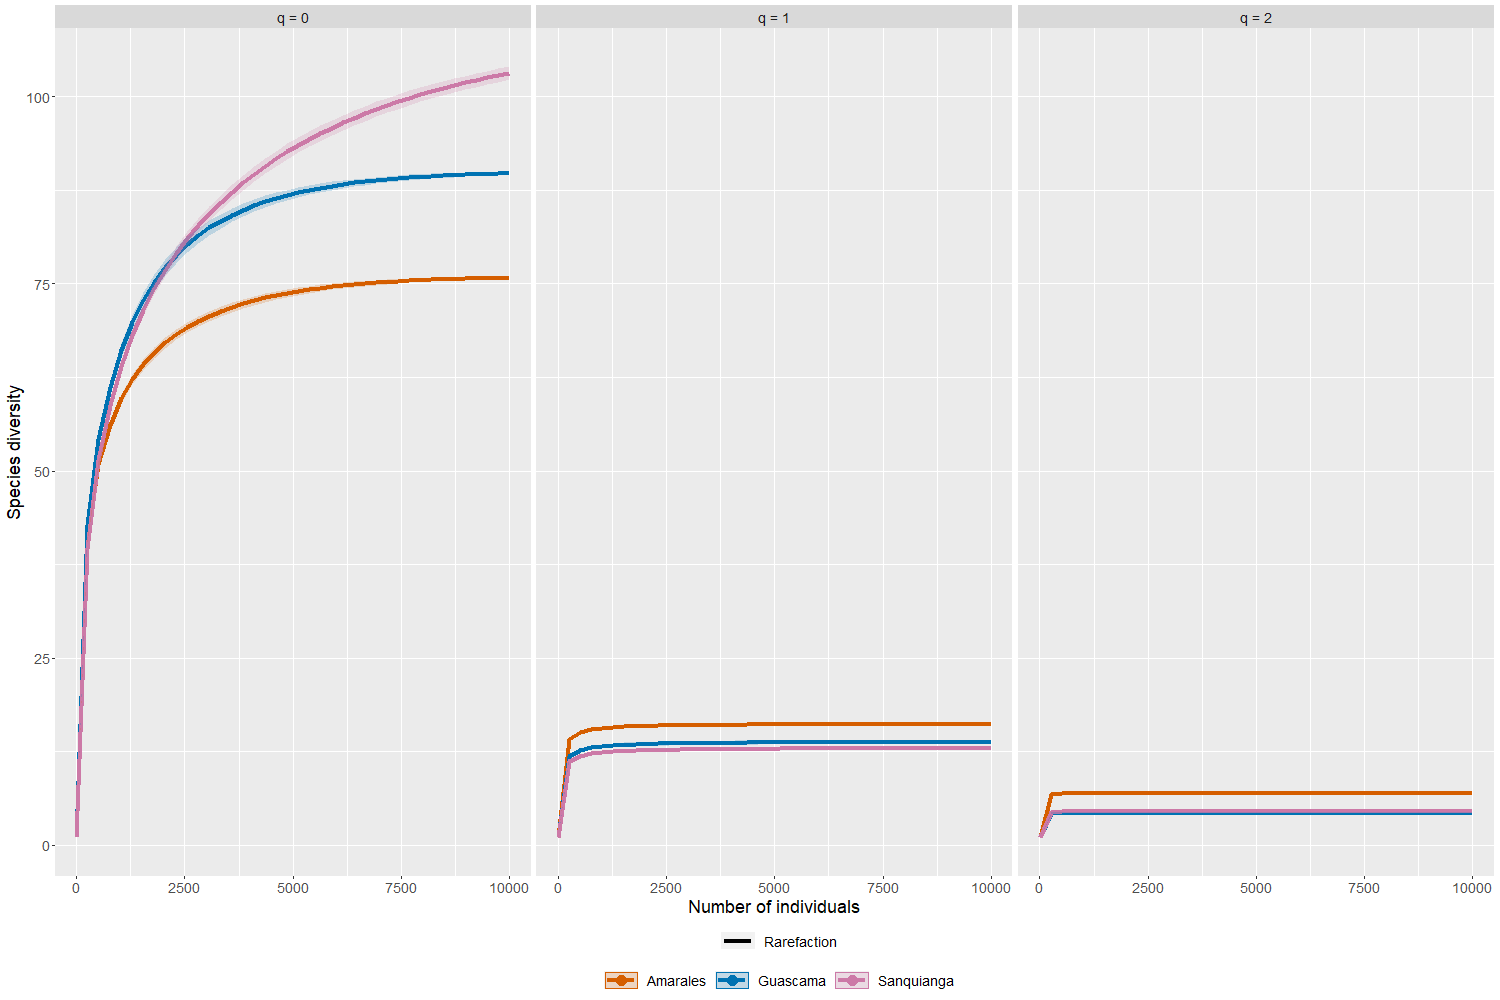 q = 0
q = 1
q = 2
Species diversity
100
75
50
25
0
0 2500 5000 7500 10000
0 2500 5000 7500 10000
0 2500 5000 7500 10000
Number of individuals
Rarefaction
Amarales Guascama Sanquianga